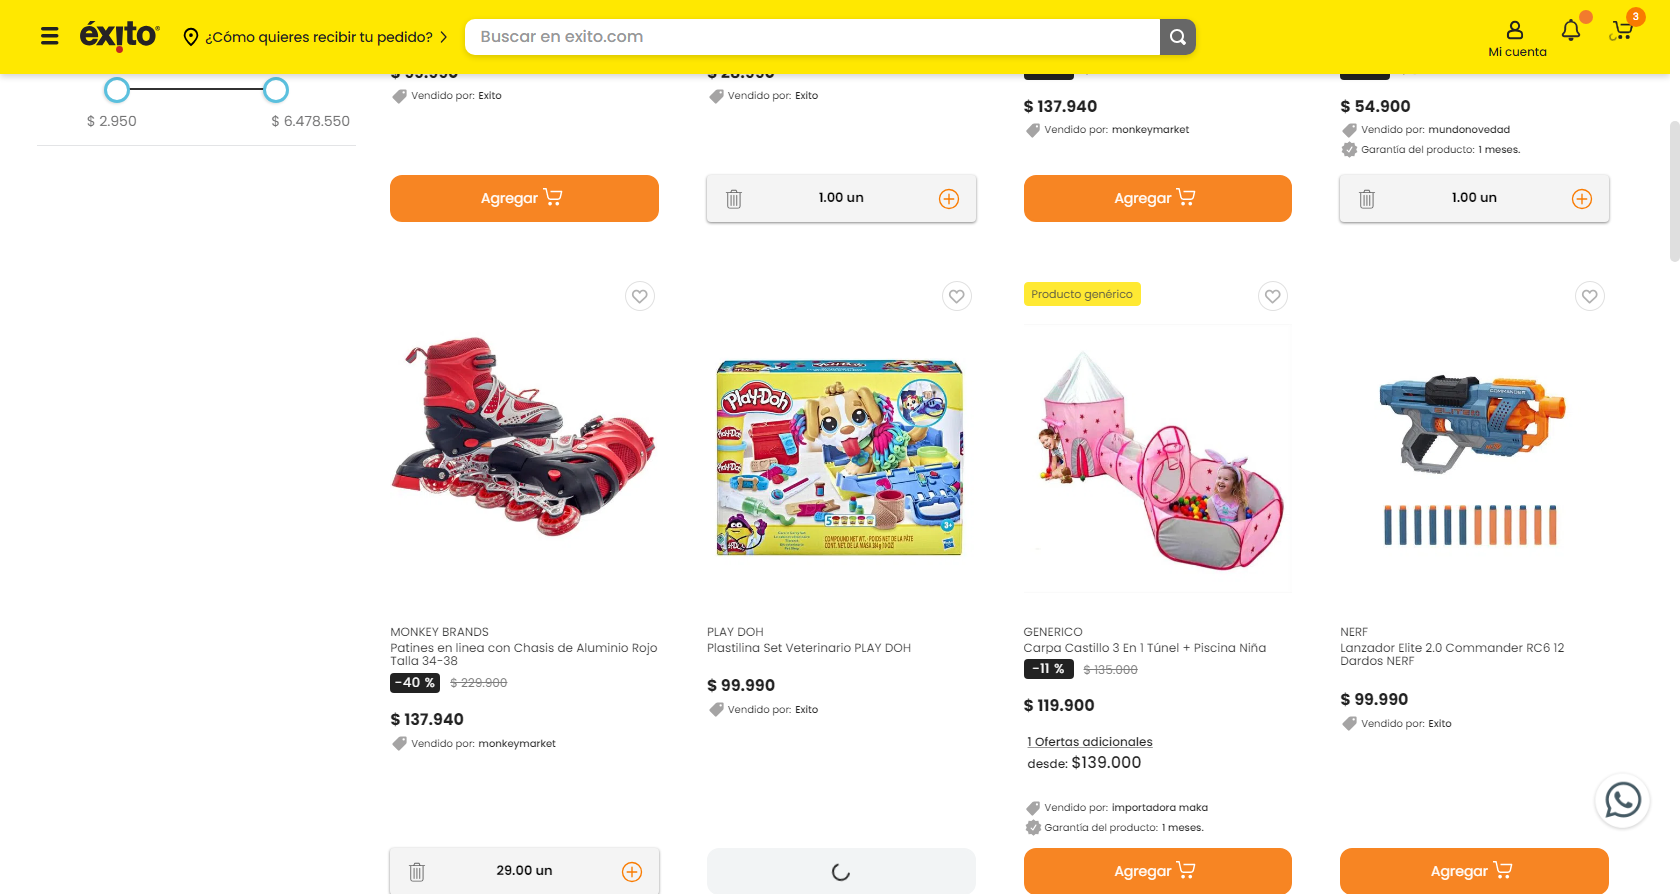 éxito
¿Cómo quieres recibir tu pedido?
Buscar en exito.com
Mi cuenta
3
$ 2.950
$ 6.478.550
Vendido por: Exito
Vendido por: Exito
$ 137.940
Vendido por: monkeymarket
$ 54.900
Vendido por: mundonovedad
Garantía del producto: 1 meses.
Agregar
1.00 un
Agregar
1.00 un
Producto genérico
Play-Doh
MONKEY BRANDS
Patines en linea con Chasis de Aluminio Rojo
Talla 34-38
-40 %
$ 229.900
$ 137.940
Vendido por: monkeymarket
PLAY DOH
Plastilina Set Veterinario PLAY DOH
$ 99.990
Vendido por: Exito
GENERICO
Carpa Castillo 3 En 1 Túnel + Piscina Niña
-11 %
$ 135.000
$ 119.900
1 Ofertas adicionales
desde: $139.000
Vendido por: importadora maka
Garantía del producto: 1 meses.
NERF
Lanzador Elite 2.0 Commander RC6 12
Dardos NERF
$ 99.990
Vendido por: Exito
29.00 un
Agregar
Agregar